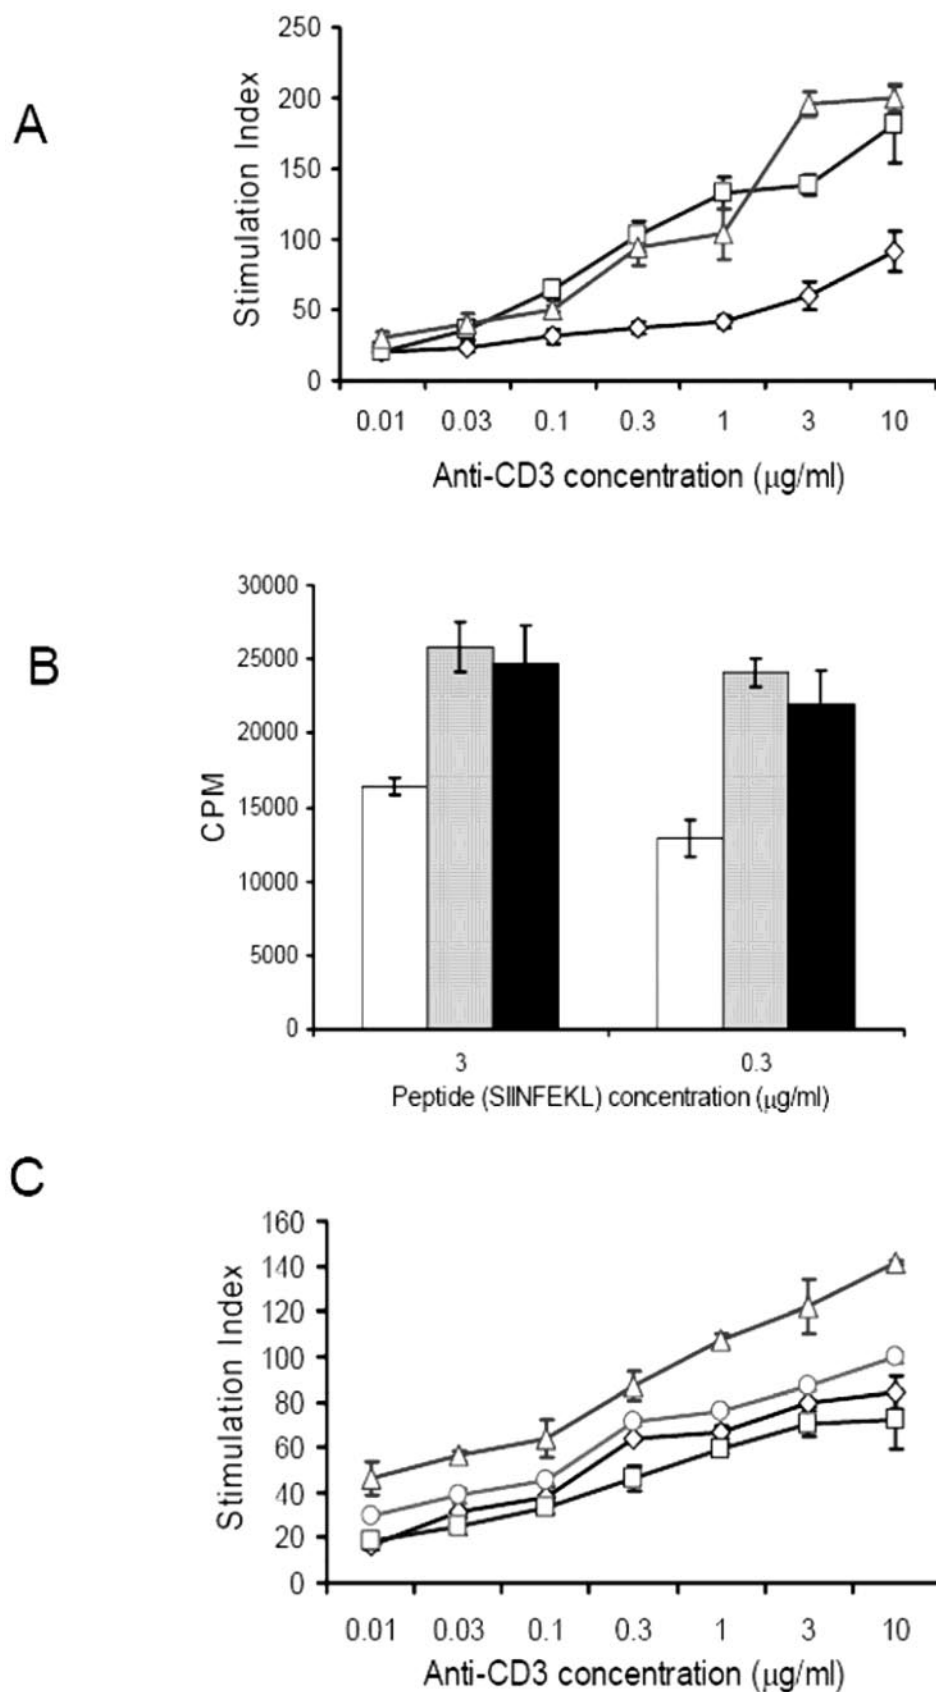 A
Stimulation Index
250
200
150
100
50
0
0.01 0.03 0.1 0.3 1 3 10
Anti-CD3 concentration (μg/ml)
B
CPM
30000
25000
20000
15000
10000
5000
0
3 0.3
Peptide (SIINFEKL) concentration (μg/ml)
C
Stimulation Index
160
140
120
100
80
60
40
20
0
0.01 0.03 0.1 0.3 1 3 10
Anti-CD3 concentration (μg/ml)